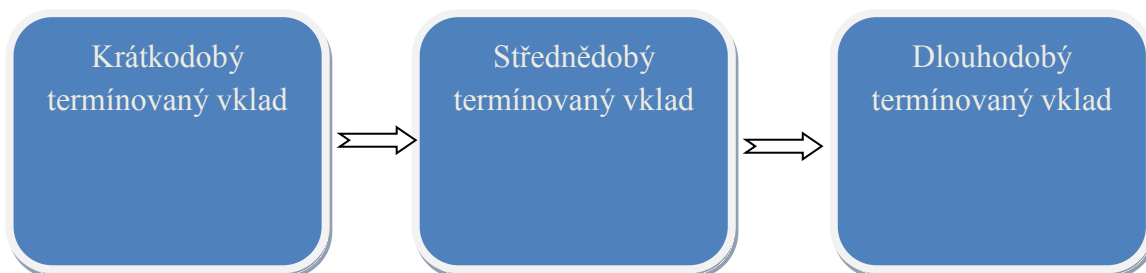 Krátkodobý
termínovaný vklad
Střednědobý
termínovaný vklad
Dlouhodobý
termínovaný vklad